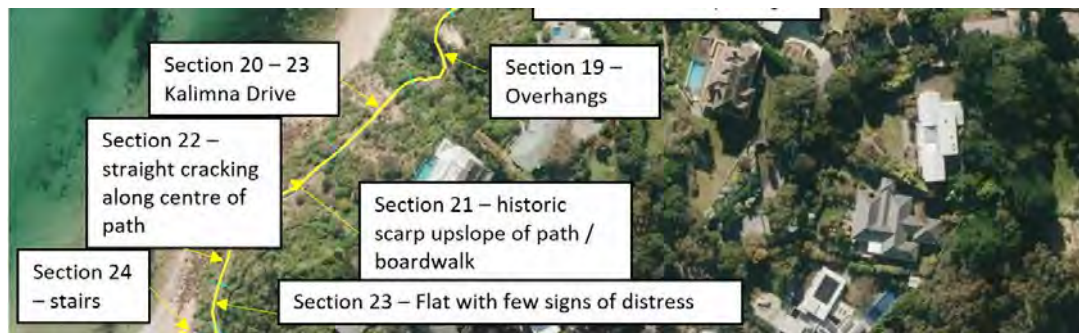 Section 20 – 23
Kalimna Drive
Section 19 –
Overhangs
Section 22 –
straight cracking
along centre of
path
Section 21 – historic
scarp upslope of path /
boardwalk
Section 24
– stairs
Section 23 – Flat with few signs of distress